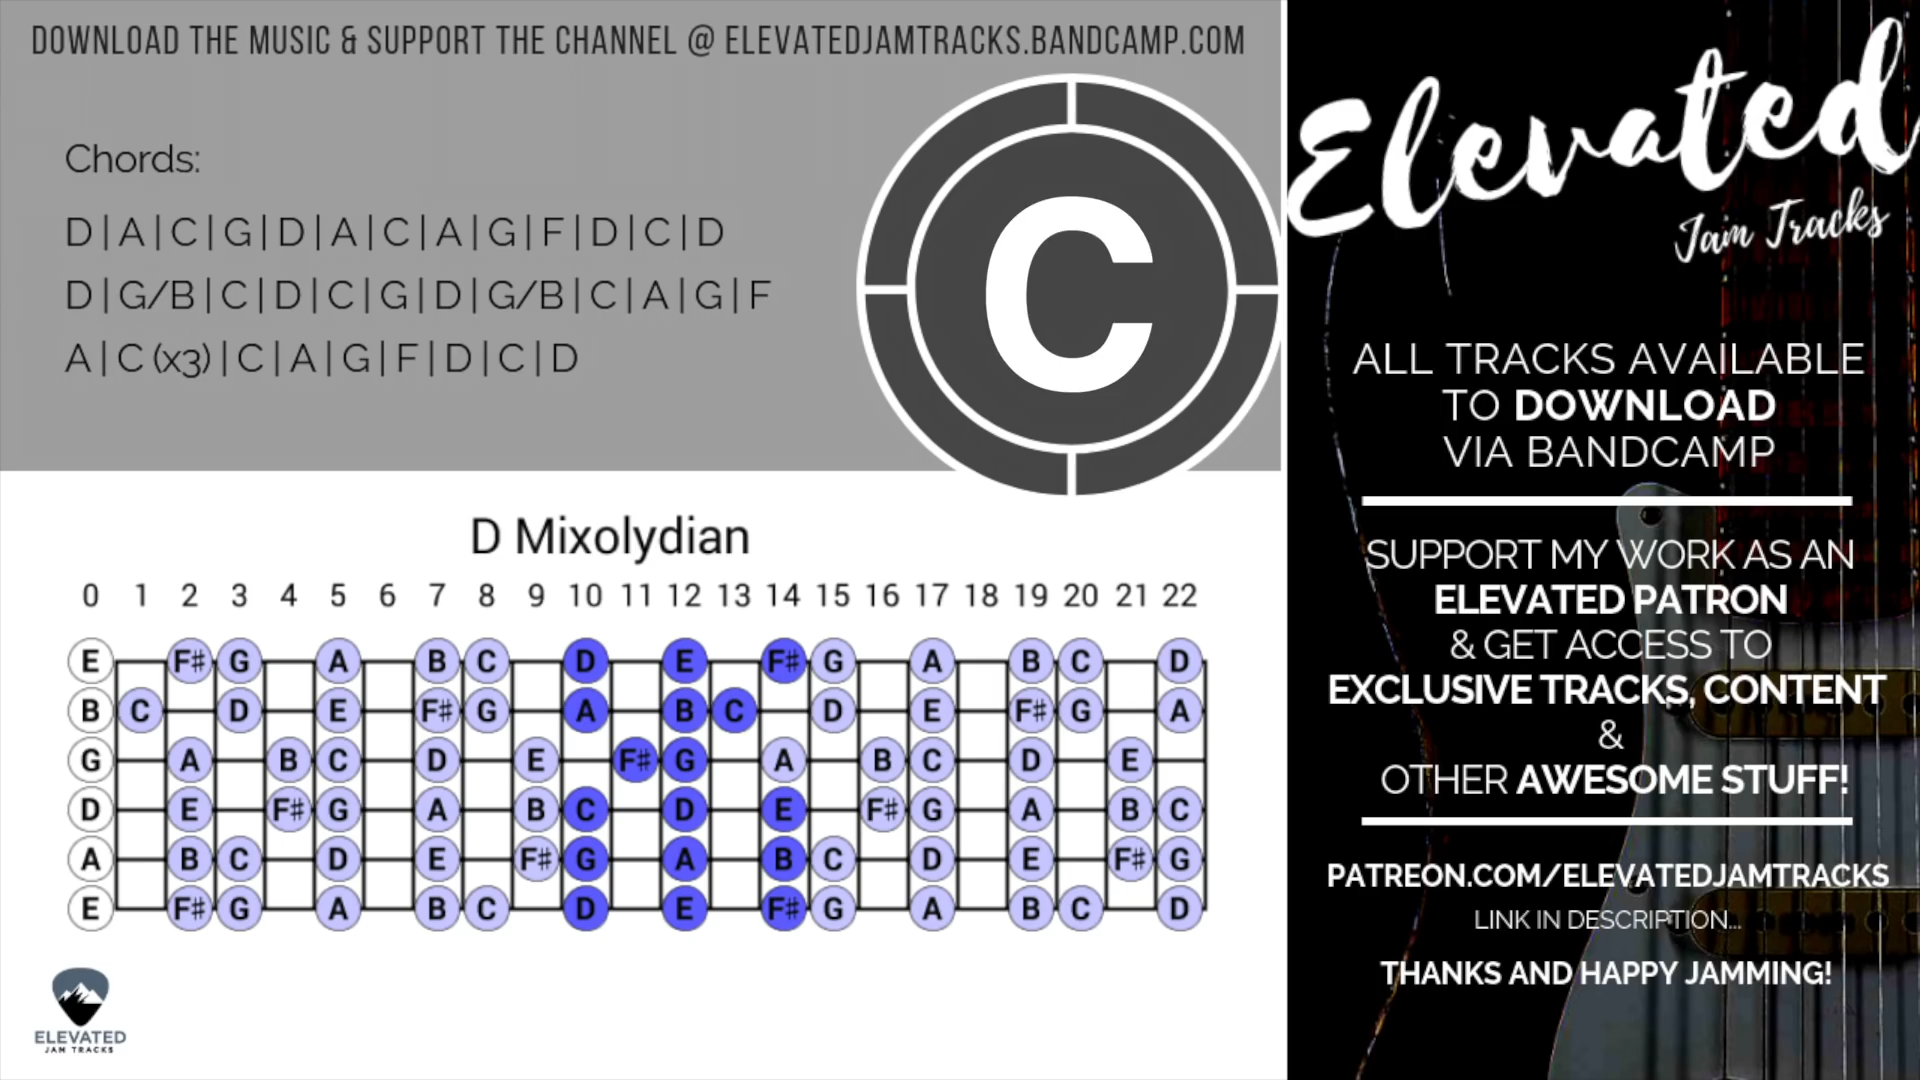 DOWNLOAD THE MUSIC & SUPPORT THE CHANNEL @ ELEVATEDJAMTRACKS.BANDCAMP.COM
Chords:
D|A|C|G|D|A|C|A|G|F|D|C|D
D|G/B|C|D|C|G|D|G/B|C|A|G|F
A|C (x3)|C|A|G|F|D|C|D
C
D Mixolydian
0 1 2 3 4 5 6 7 8 9 10 11 12 13 14 15 16 17 18 19 20 21 22
E F# G A B C D E F# G A B C D
B C D E F# G A B C D E F# G A
G A B C D E F# G A B C D E
D E F# G A B C D E F# G A B C
A B C D E F# G A B C D E F# G
E F# G A B C D E F# G A B C D
ELEVATED
JAM TRACKS
Elevated
Jam Tracks
ALL TRACKS AVAILABLE
TO DOWNLOAD
VIA BANDCAMP
SUPPORT MY WORK AS AN
ELEVATED PATRON
& GET ACCESS TO
EXCLUSIVE TRACKS, CONTENT
&
OTHER AWESOME STUFF!
PATREON.COM/ELEVATEDJAMTRACKS
LINK IN DESCRIPTION...
THANKS AND HAPPY JAMMING!